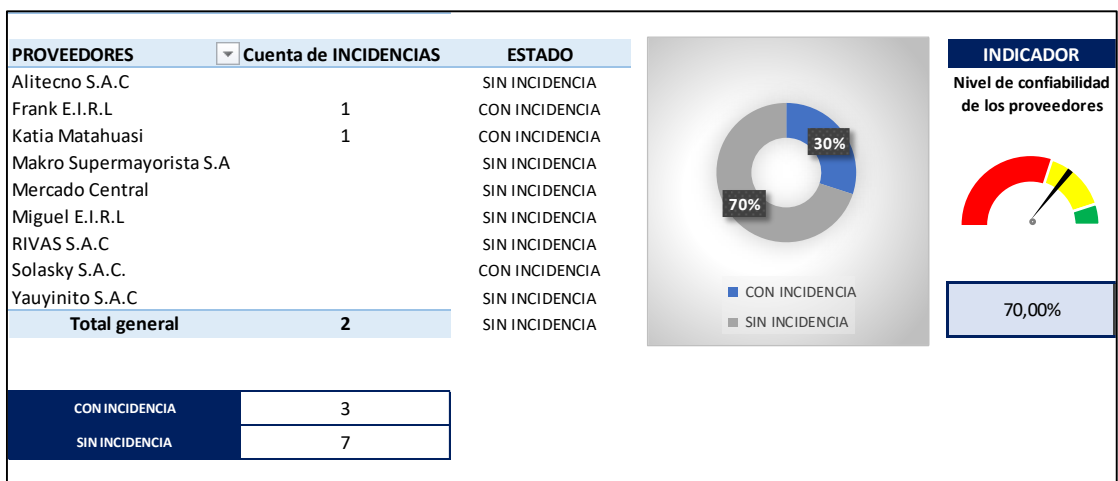 PROVEEDORES Cuenta de INCIDENCIAS ESTADO
Alitecno S.A.C SIN INCIDENCIA
Frank E.I.R.L 1 CON INCIDENCIA
Katia Matahuasi 1 CON INCIDENCIA
Makro Supermayorista S.A SIN INCIDENCIA
Mercado Central SIN INCIDENCIA
Miguel E.I.R.L SIN INCIDENCIA
RIVAS S.A.C SIN INCIDENCIA
Solasky S.A.C. CON INCIDENCIA
Yauyinito S.A.C SIN INCIDENCIA
Total general 2 SIN INCIDENCIA
30%
70%
CON INCIDENCIA
SIN INCIDENCIA
INDICADOR
Nivel de confiabilidad
de los proveedores
70,00%
CON INCIDENCIA 3
SIN INCIDENCIA 7